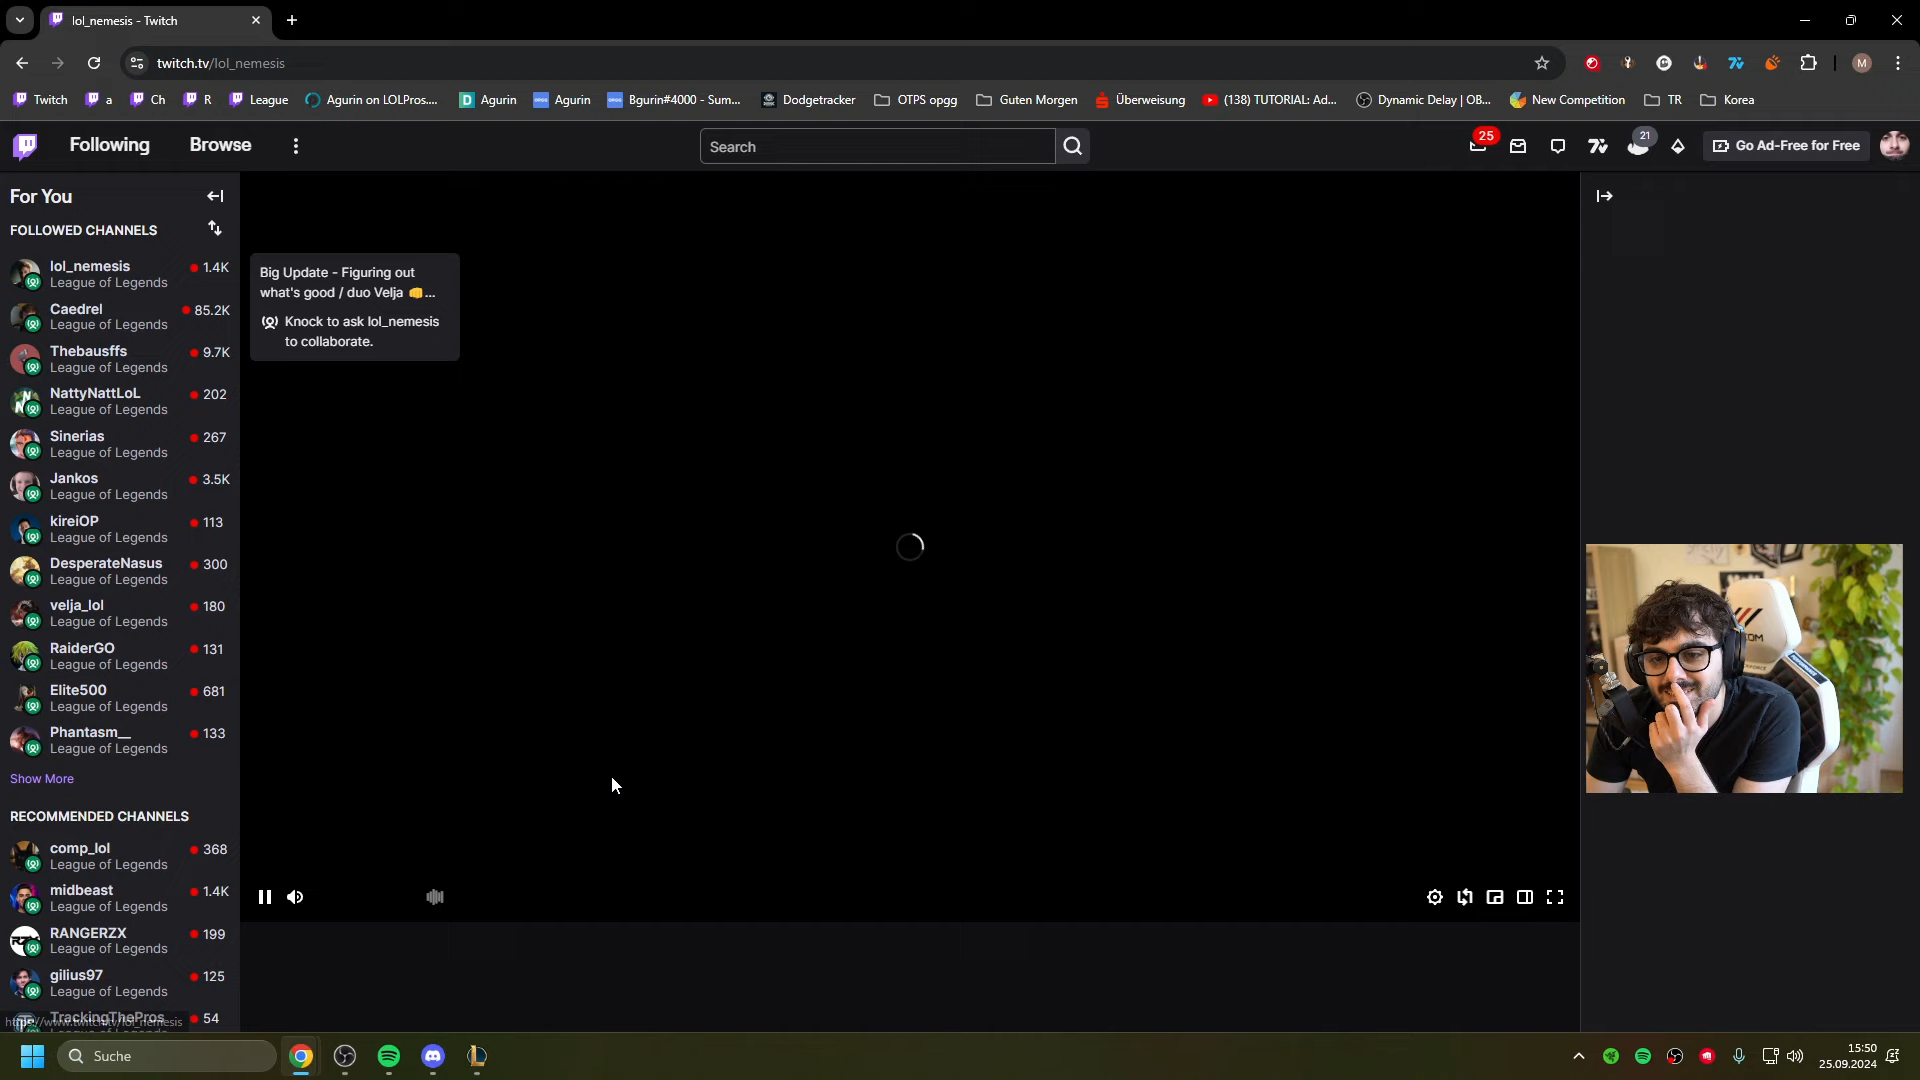 lol_nemesis - Twitch
twitch.tv/lol_nemesis
Twitch a Ch R League Agurin on LOLPros.... Agurin Agurin Bgurin#4000 - Sum... Dodgetracker OTPS opgg Guten Morgen Überweisung (138) TUTORIAL: Ad... Dynamic Delay | OB... New Competition TR Korea
Following Browse Search 25 21 Go Ad-Free for Free
For You
FOLLOWED CHANNELS
lol_nemesis 1.4K
League of Legends
Caedrel 85.2K
League of Legends
Thebausffs 9.7K
League of Legends
NattyNattLoL 202
League of Legends
Sinerias 267
League of Legends
Jankos 3.5K
League of Legends
kireiOP 113
League of Legends
DesperateNasus 300
League of Legends
velja_lol 180
League of Legends
RaiderGO 131
League of Legends
Elite500 681
League of Legends
Phantasm__ 133
League of Legends
Show More
RECOMMENDED CHANNELS
comp_lol 368
League of Legends
midbeast 1.4K
League of Legends
RANGERZX 199
League of Legends
gilius97 125
League of Legends
TrackingThePros 54
https://www.twitch.tv/lol_nemesis
Big Update - Figuring out
what's good / duo Velja 👊...
Knock to ask lol_nemesis
to collaborate.
Suche
15:50
25.09.2024